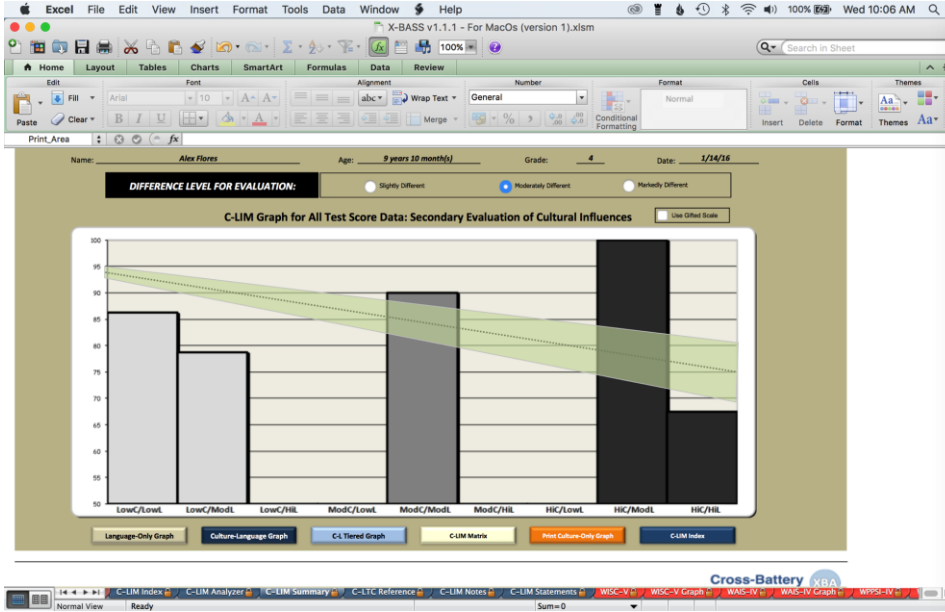 Excel File Edit View Insert Format Tools Data Window Help 100% Wed 10:06 AM
X-BASS v1.1.1 - For MacOs (version 1).xlsm
100% Search in Sheet
Home Layout Tables Charts SmartArt Formulas Data Review
Edit Font Alignment Number Format Cells Themes
Fill Arial 10 A A abc Wrap Text General Normal
Paste Clear B I U A Merge % Conditional Formatting Insert Delete Format Themes Aa
Print_Area fx
Name: Alex Flores Age: 9 years 10 month(s) Grade: 4 Date: 1/14/16
DIFFERENCE LEVEL FOR EVALUATION: Slightly Different Moderately Different Markedly Different
C-LIM Graph for All Test Score Data: Secondary Evaluation of Cultural Influences Use Gifted Scale
100
95
90
85
80
75
70
65
60
55
50
LowC/LowL LowC/ModL LowC/HiL ModC/LowL ModC/ModL ModC/HiL HiC/LowL HiC/ModL HiC/HiL
Language-Only Graph Culture-Language Graph C-L Tiered Graph C-LIM Matrix Print Culture-Only Graph C-LIM Index
Cross-Battery XBA
C-LIM Index C-LIM Analyzer C-LIM Summary C-LTC Reference C-LIM Notes C-LIM Statements WISC-V WISC-V Graph WAIS-IV WAIS-IV Graph WPPSI-IV
Normal View Ready Sum=0